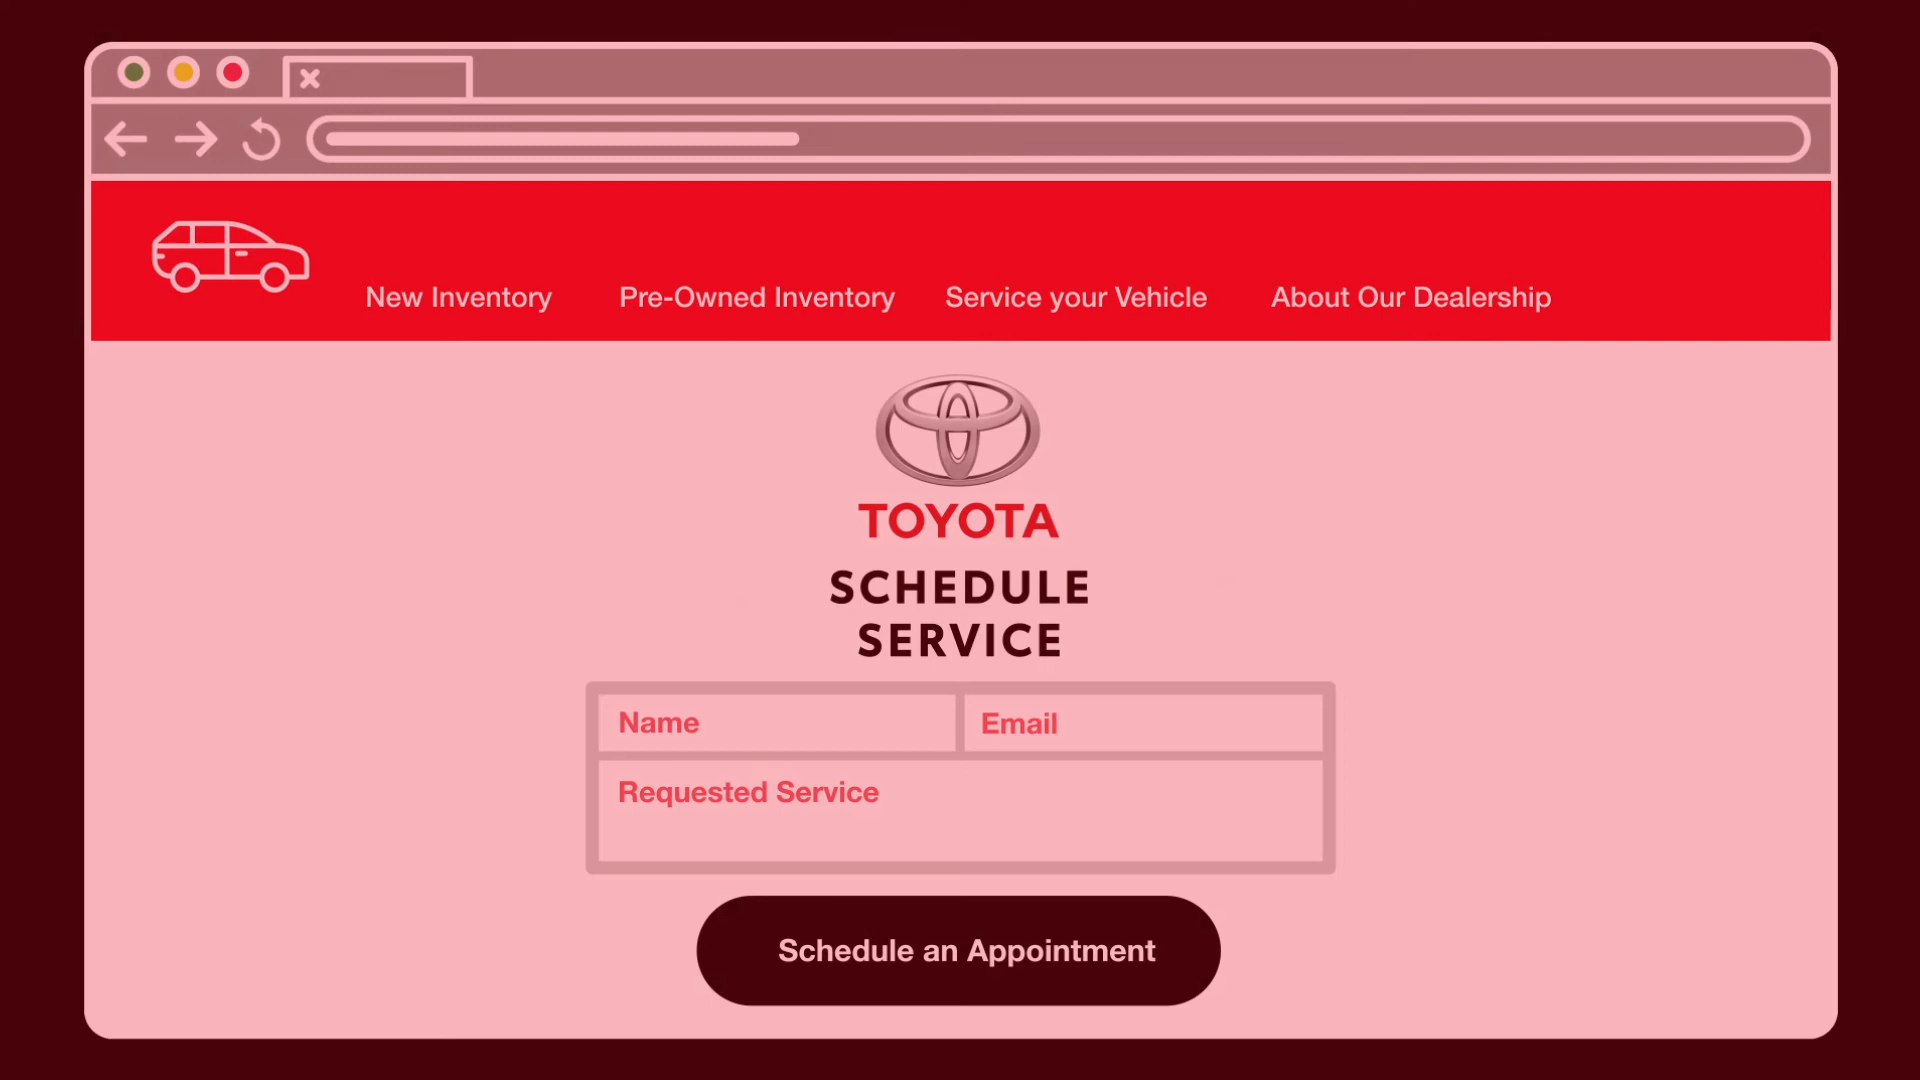 New Inventory
Pre-Owned Inventory
Service your Vehicle
About Our Dealership
TOYOTA
SCHEDULE
SERVICE
Name
Email
Requested Service
Schedule an Appointment